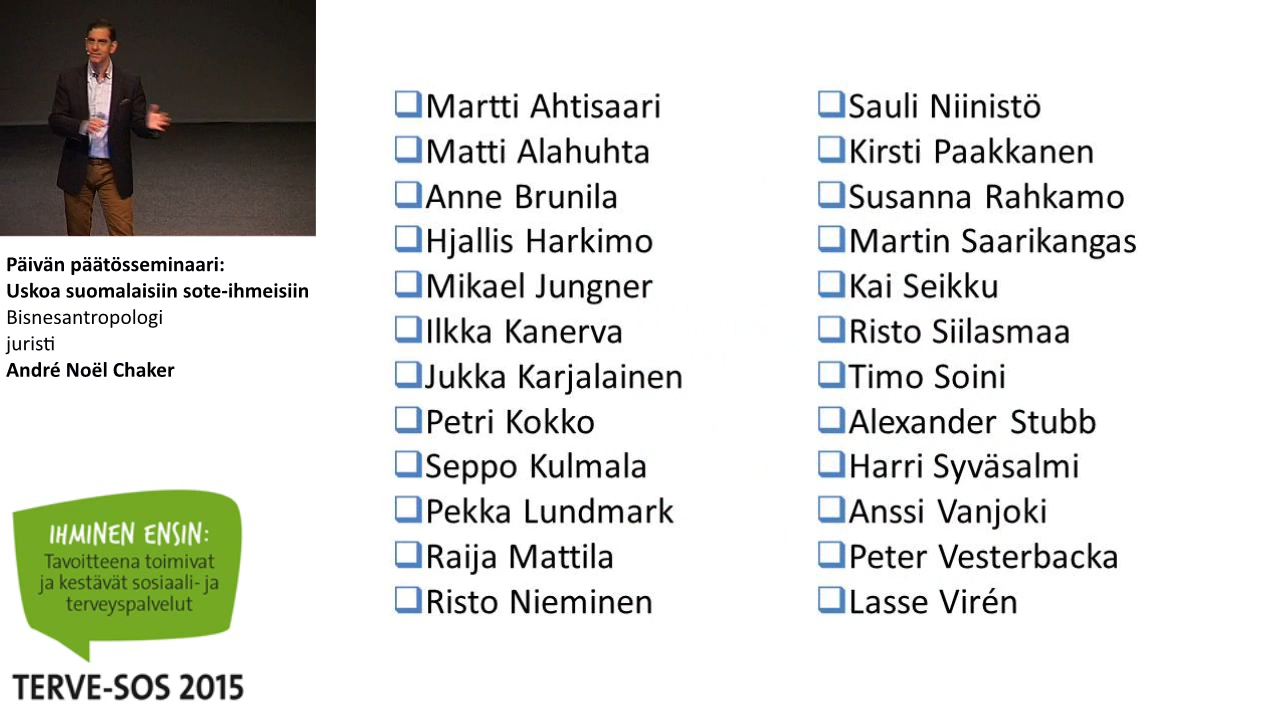 Päivän päätösseminaari:
Uskoa suomalaisiin sote-ihmeisiin
Bisnesantropologi
juristi
André Noël Chaker
IHMINEN ENSIN:
Tavoitteena toimivat
ja kestävät sosiaali- ja
terveyspalvelut
TERVE-SOS 2015
Martti Ahtisaari
Matti Alahuhta
Anne Brunila
Hjallis Harkimo
Mikael Jungner
Ilkka Kanerva
Jukka Karjalainen
Petri Kokko
Seppo Kulmala
Pekka Lundmark
Raija Mattila
Risto Nieminen
Sauli Niinistö
Kirsti Paakkanen
Susanna Rahkamo
Martin Saarikangas
Kai Seikku
Risto Siilasmaa
Timo Soini
Alexander Stubb
Harri Syväsalmi
Anssi Vanjoki
Peter Vesterbacka
Lasse Virén